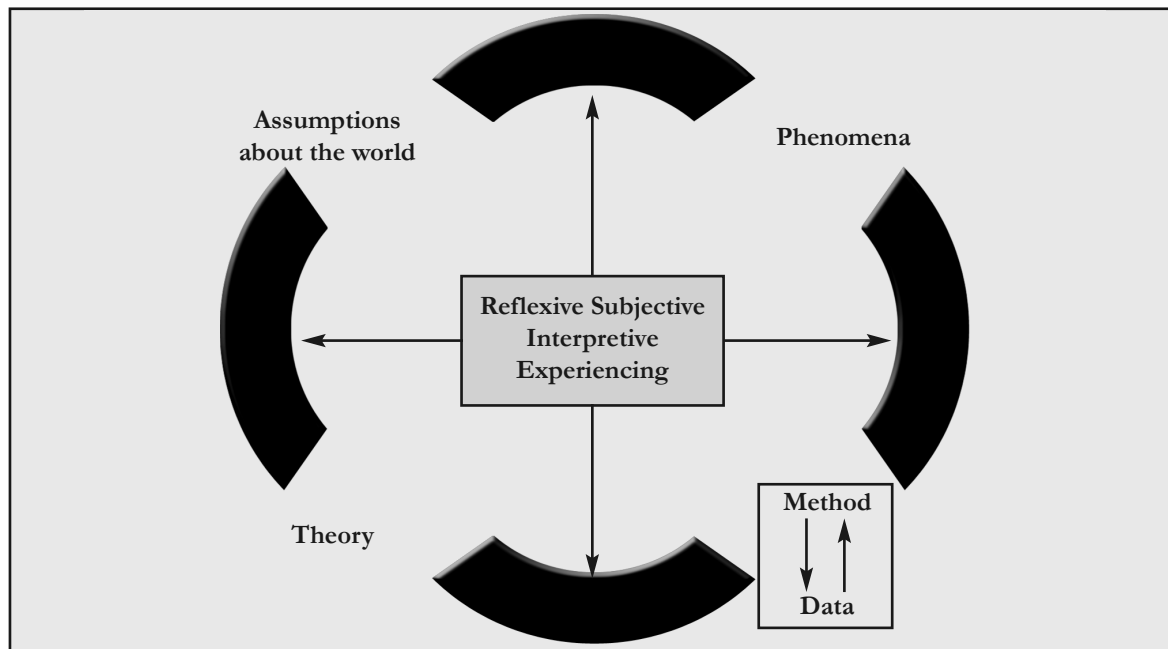 Assumptions
about the world
Phenomena
Reflexive Subjective
Interpretive
Experiencing
Theory
Method
Data